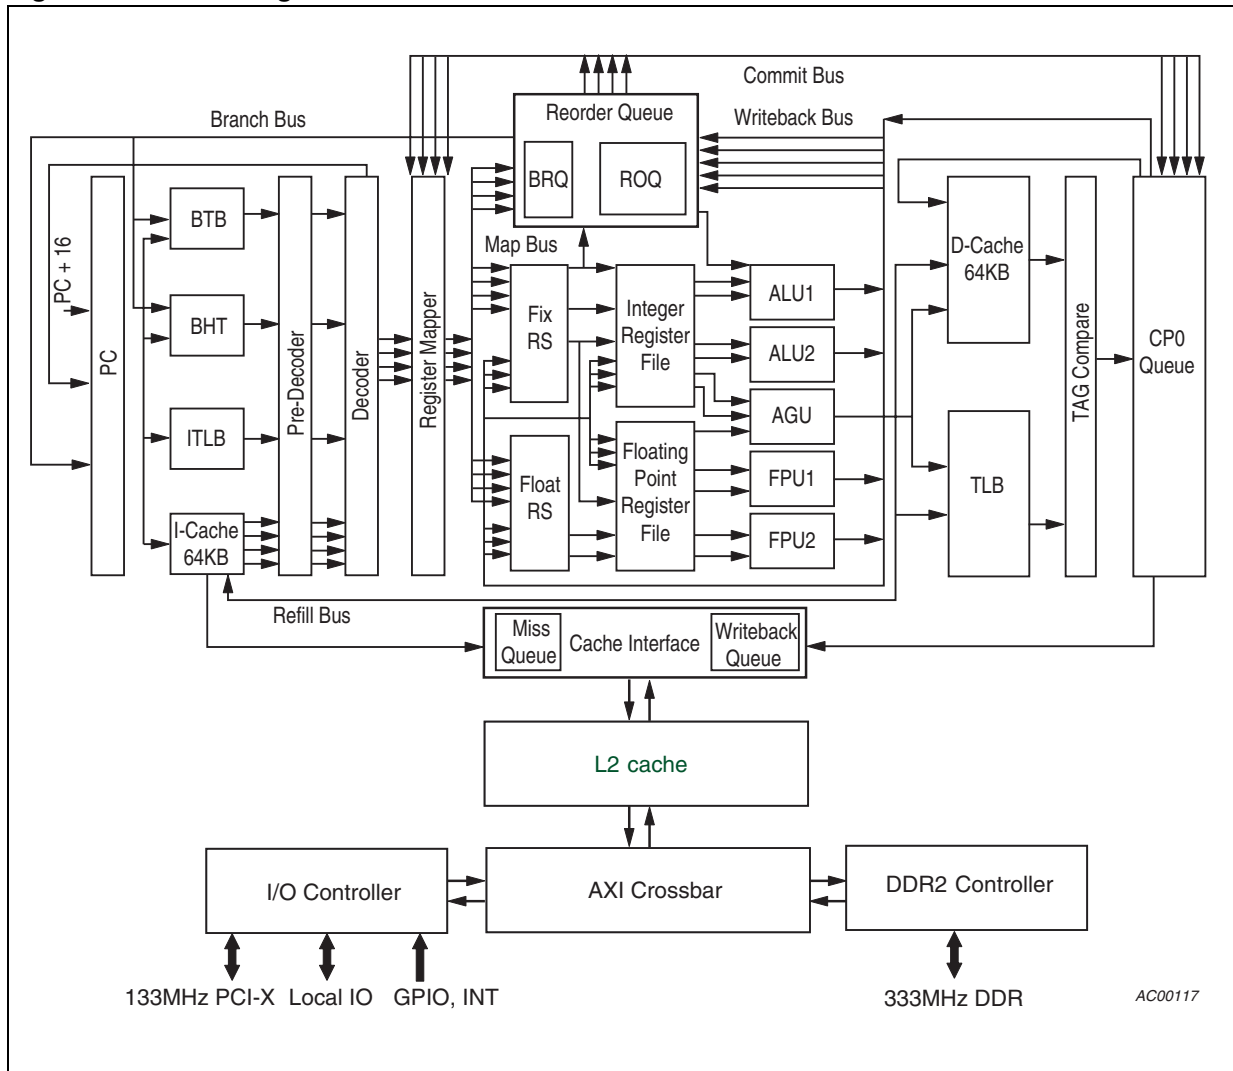 Commit Bus
Reorder Queue
Branch Bus
Writeback Bus
BRQ
ROQ
BTB
Map Bus
D-Cache
64KB
PC + 16
PC
BHT
ITLB
I-Cache
64KB
Pre-Decoder
Decoder
Register Mapper
Fix
RS
Integer
Register
File
ALU1
ALU2
AGU
Float
RS
Floating
Point
Register
File
FPU1
FPU2
TLB
TAG Compare
CP0
Queue
Refill Bus
Miss
Queue
Cache Interface
Writeback
Queue
L2 cache
I/O Controller
AXI Crossbar
DDR2 Controller
133MHz PCI-X
Local IO
GPIO, INT
333MHz DDR
AC00117